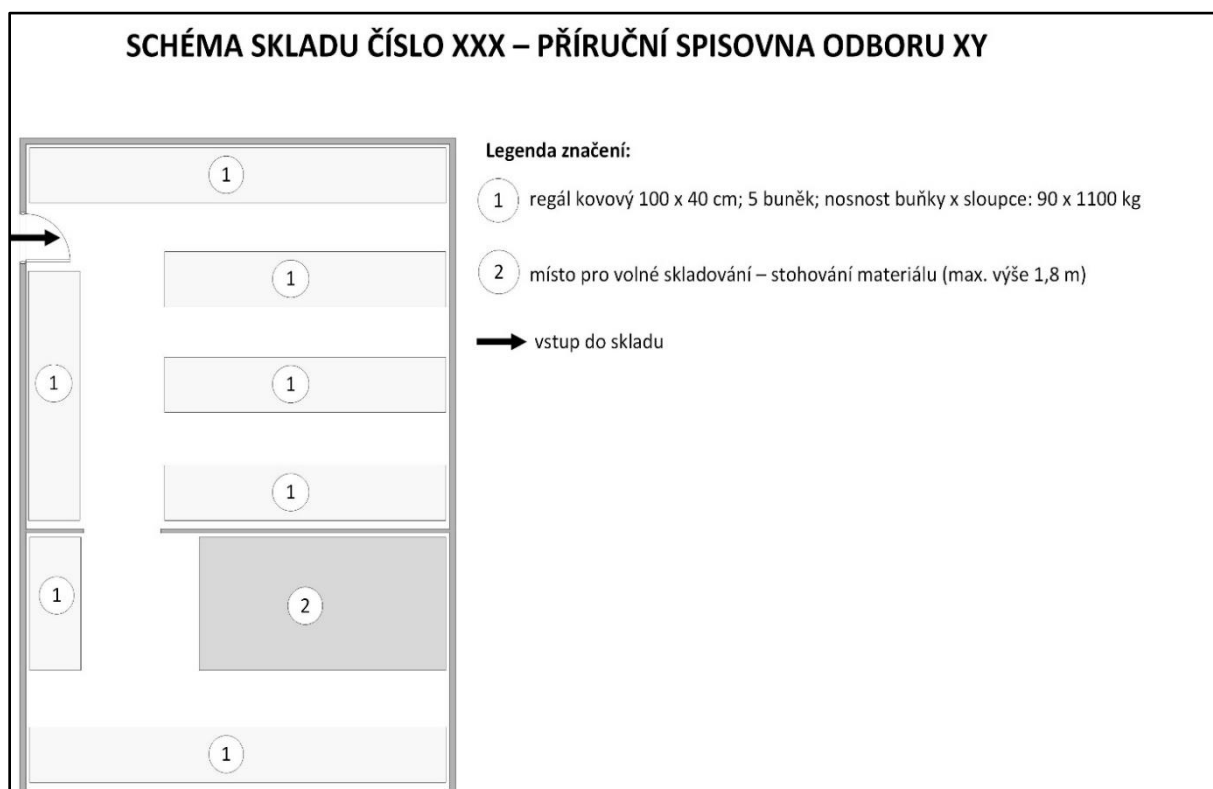 SCHÉMA SKLADU ČÍSLO XXX – PŘÍRUČNÍ SPISOVNA ODBORU XY
Legenda značení:
1 regál kovový 100 x 40 cm; 5 buněk; nosnost buňky x sloupce: 90 x 1100 kg
2 místo pro volné skladování – stohování materiálu (max. výše 1,8 m)
vstup do skladu
1
1
1
1
1
1
2
1